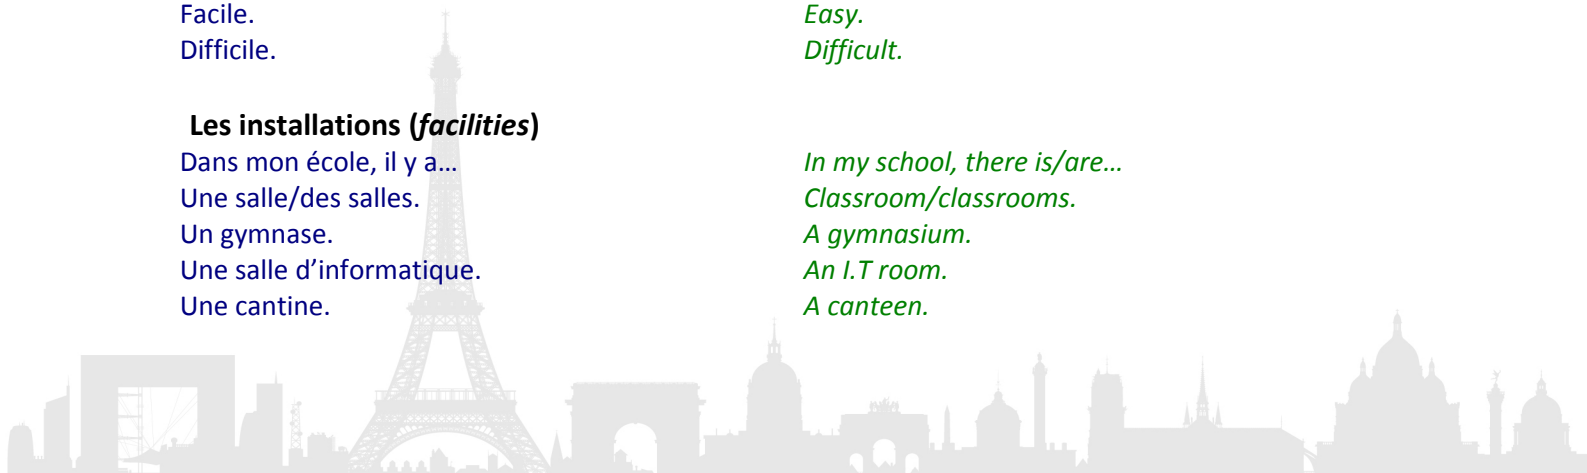 Facile. Easy.
Difficile. Difficult.
Les installations (facilities)
Dans mon école, il y a… In my school, there is/are…
Une salle/des salles. Classroom/classrooms.
Un gymnase. A gymnasium.
Une salle d’informatique. An I.T room.
Une cantine. A canteen.